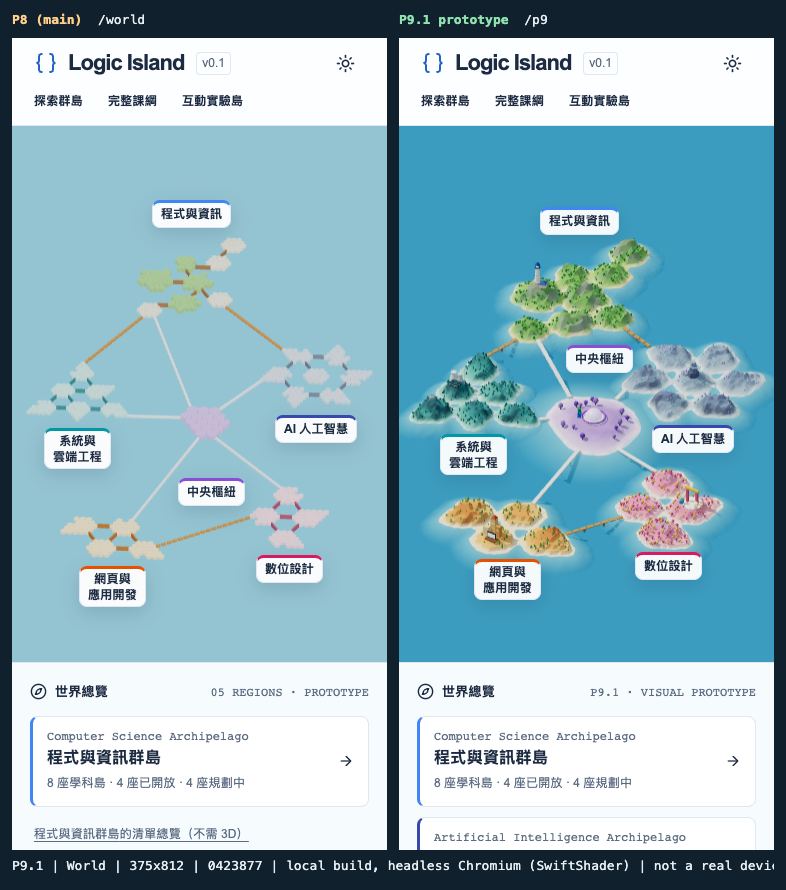 P8 (main) /world
{} Logic Island v0.1
探索群島 完整課綱 互動實驗島
程式與資訊
系統與
雲端工程
AI 人工智慧
中央樞紐
網頁與
應用開發
數位設計
世界總覽 05 REGIONS · PROTOTYPE
Computer Science Archipelago
程式與資訊群島
8 座學科島 · 4 座已開放 · 4 座規劃中
程式與資訊群島的清單總覽（不需 3D）
P9.1 prototype /p9
{} Logic Island v0.1
探索群島 完整課綱 互動實驗島
程式與資訊
中央樞紐
系統與
雲端工程
AI 人工智慧
網頁與
應用開發
數位設計
世界總覽 P9.1 · VISUAL PROTOTYPE
Computer Science Archipelago
程式與資訊群島
8 座學科島 · 4 座已開放 · 4 座規劃中
Artificial Intelligence Archipelago
P9.1 | World | 375x812 | 0423877 | local build, headless Chromium (SwiftShader) | not a real devic